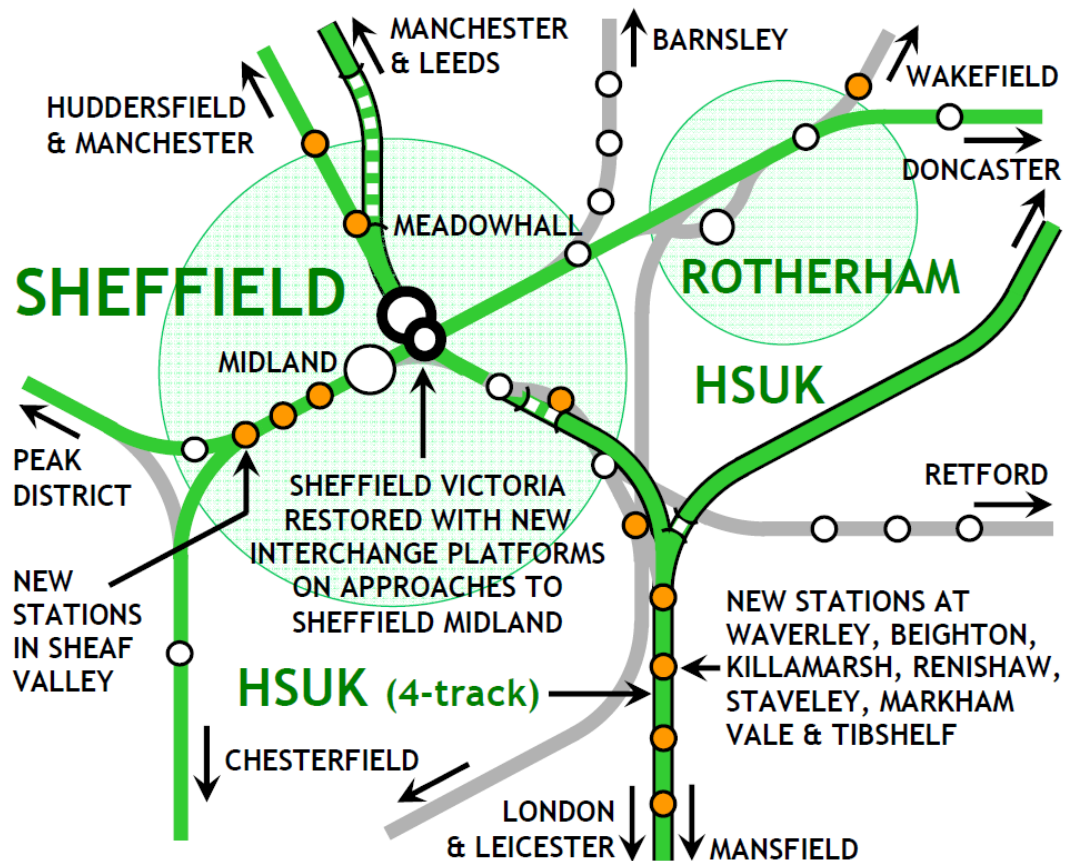 MANCHESTER
& LEEDS
BARNSLEY
WAKEFIELD
HUDDERSFIELD
& MANCHESTER
DONCASTER
MEADOWHALL
SHEFFIELD
ROTHERHAM
MIDLAND
HSUK
PEAK
DISTRICT
SHEFFIELD VICTORIA
RESTORED WITH NEW
INTERCHANGE PLATFORMS
ON APPROACHES TO
SHEFFIELD MIDLAND
RETFORD
NEW
STATIONS
IN SHEAF
VALLEY
NEW STATIONS AT
WAVERLEY, BEIGHTON,
KILLAMARSH, RENISHAW,
STAVELEY, MARKHAM
VALE & TIBSHELF
HSUK (4-track)
CHESTERFIELD
LONDON
& LEICESTER
MANSFIELD